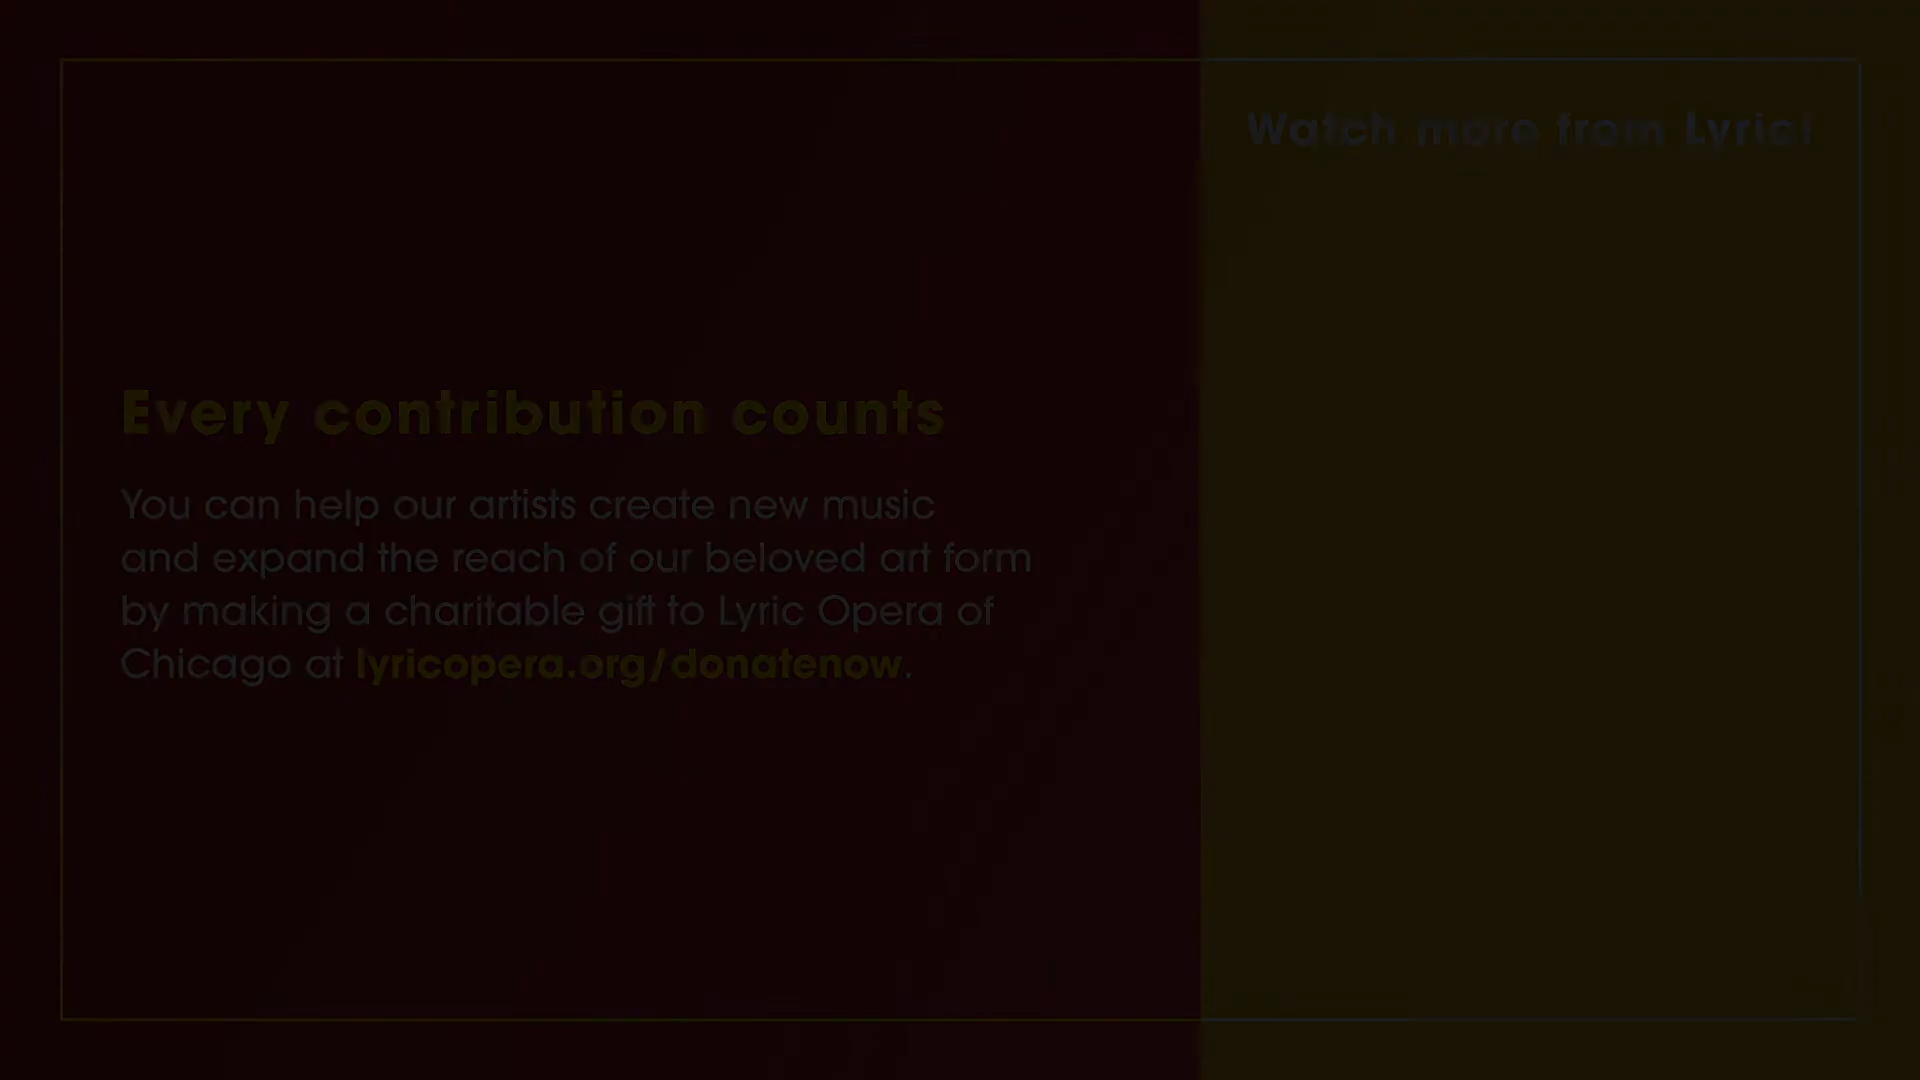 Every contribution counts
You can help our artists create new music
and expand the reach of our beloved art form
by making a charitable gift to Lyric Opera of
Chicago at lyricopera.org/donatenow.
Watch more from Lyric!